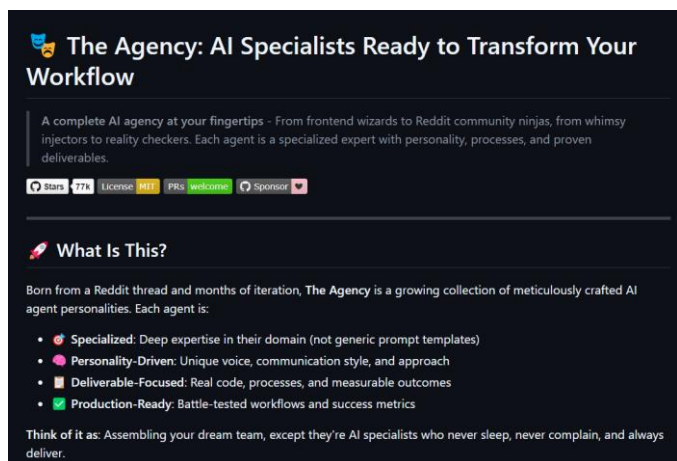 🎭 The Agency: AI Specialists Ready to Transform Your
Workflow
A complete AI agency at your fingertips - From frontend wizards to Reddit community ninjas, from whimsy
injectors to reality checkers. Each agent is a specialized expert with personality, processes, and proven
deliverables.
Stars 77k License MIT PRs welcome Sponsor ♥
🚀 What Is This?
Born from a Reddit thread and months of iteration, The Agency is a growing collection of meticulously crafted AI
agent personalities. Each agent is:
• 🎯 Specialized: Deep expertise in their domain (not generic prompt templates)
• 🧠 Personality-Driven: Unique voice, communication style, and approach
• 📋 Deliverable-Focused: Real code, processes, and measurable outcomes
• ✅ Production-Ready: Battle-tested workflows and success metrics
Think of it as: Assembling your dream team, except they're AI specialists who never sleep, never complain, and always
deliver.